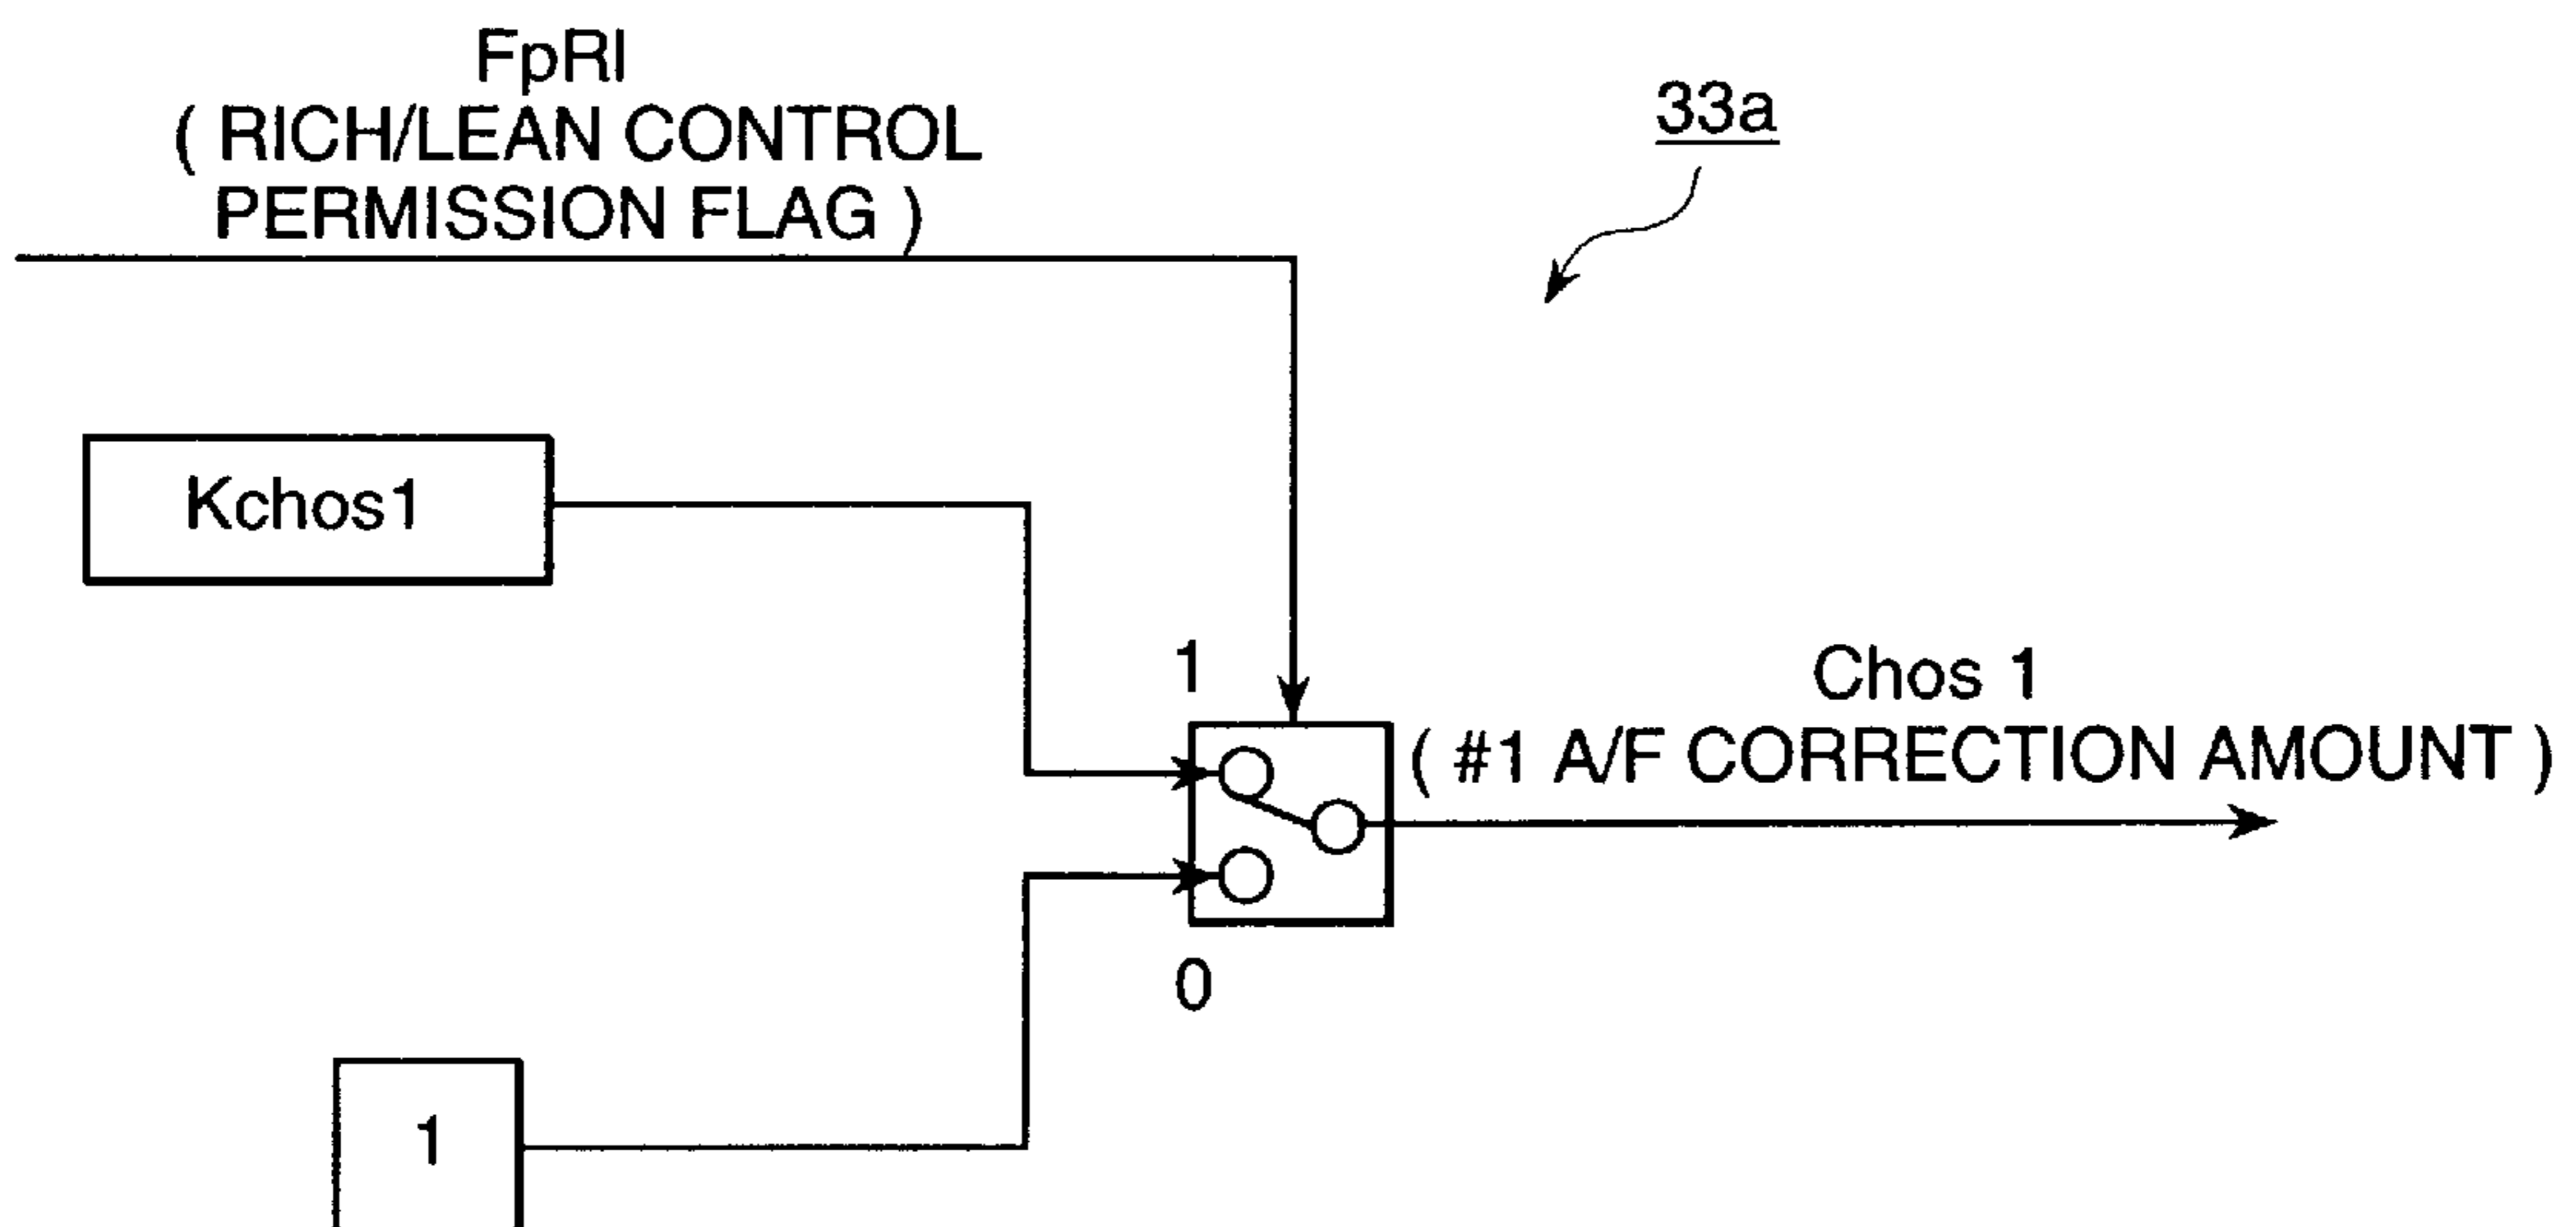 FpRl
( RICH/LEAN CONTROL
PERMISSION FLAG )
33a
Kchos1
1
Chos 1
( #1 A/F CORRECTION AMOUNT )
0
1